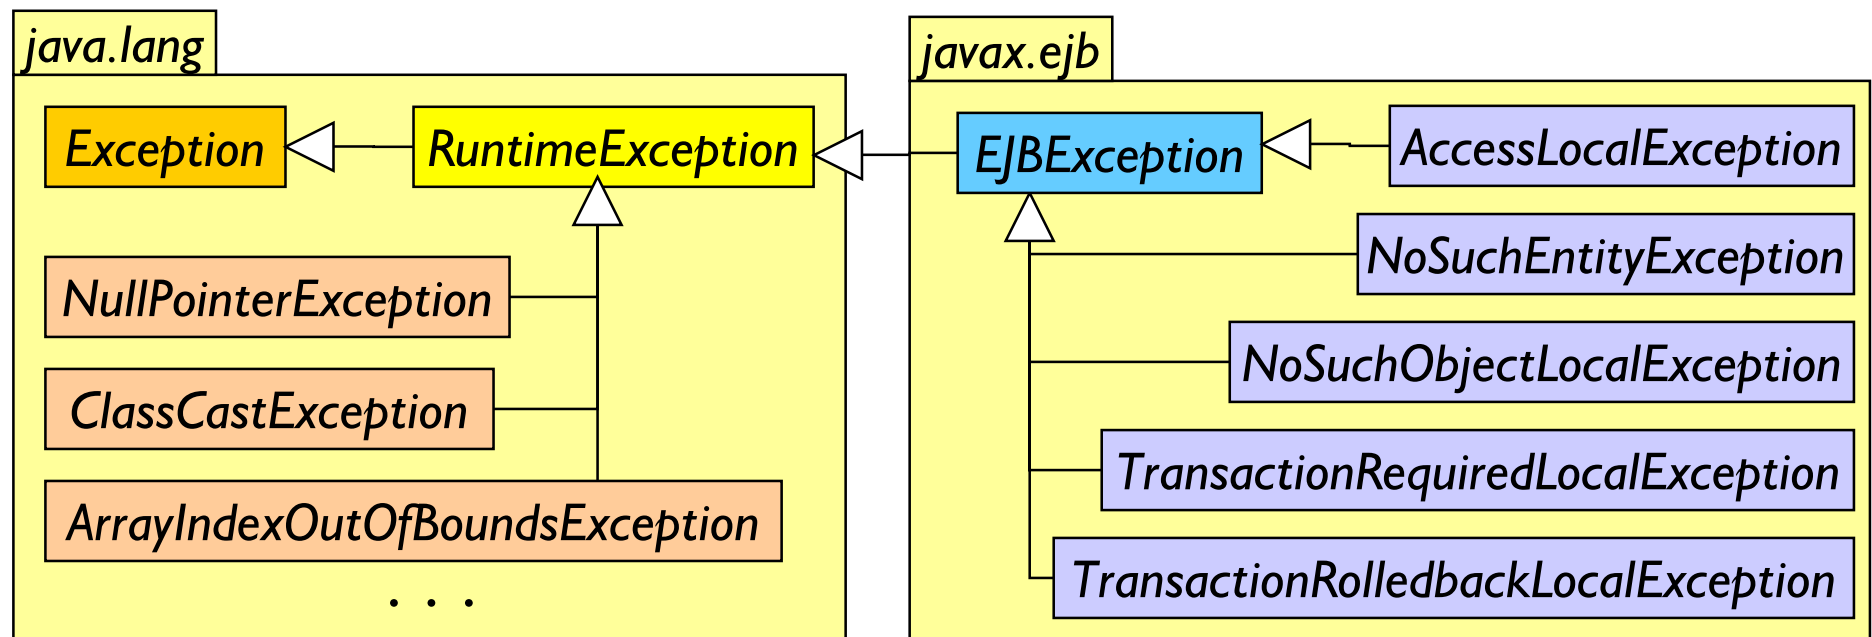 java.lang
Exception
RuntimeException
NullPointerException
ClassCastException
ArrayIndexOutOfBoundsException
. . .
javax.ejb
EJBException
AccessLocalException
NoSuchEntityException
NoSuchObjectLocalException
TransactionRequiredLocalException
TransactionRolledbackLocalException